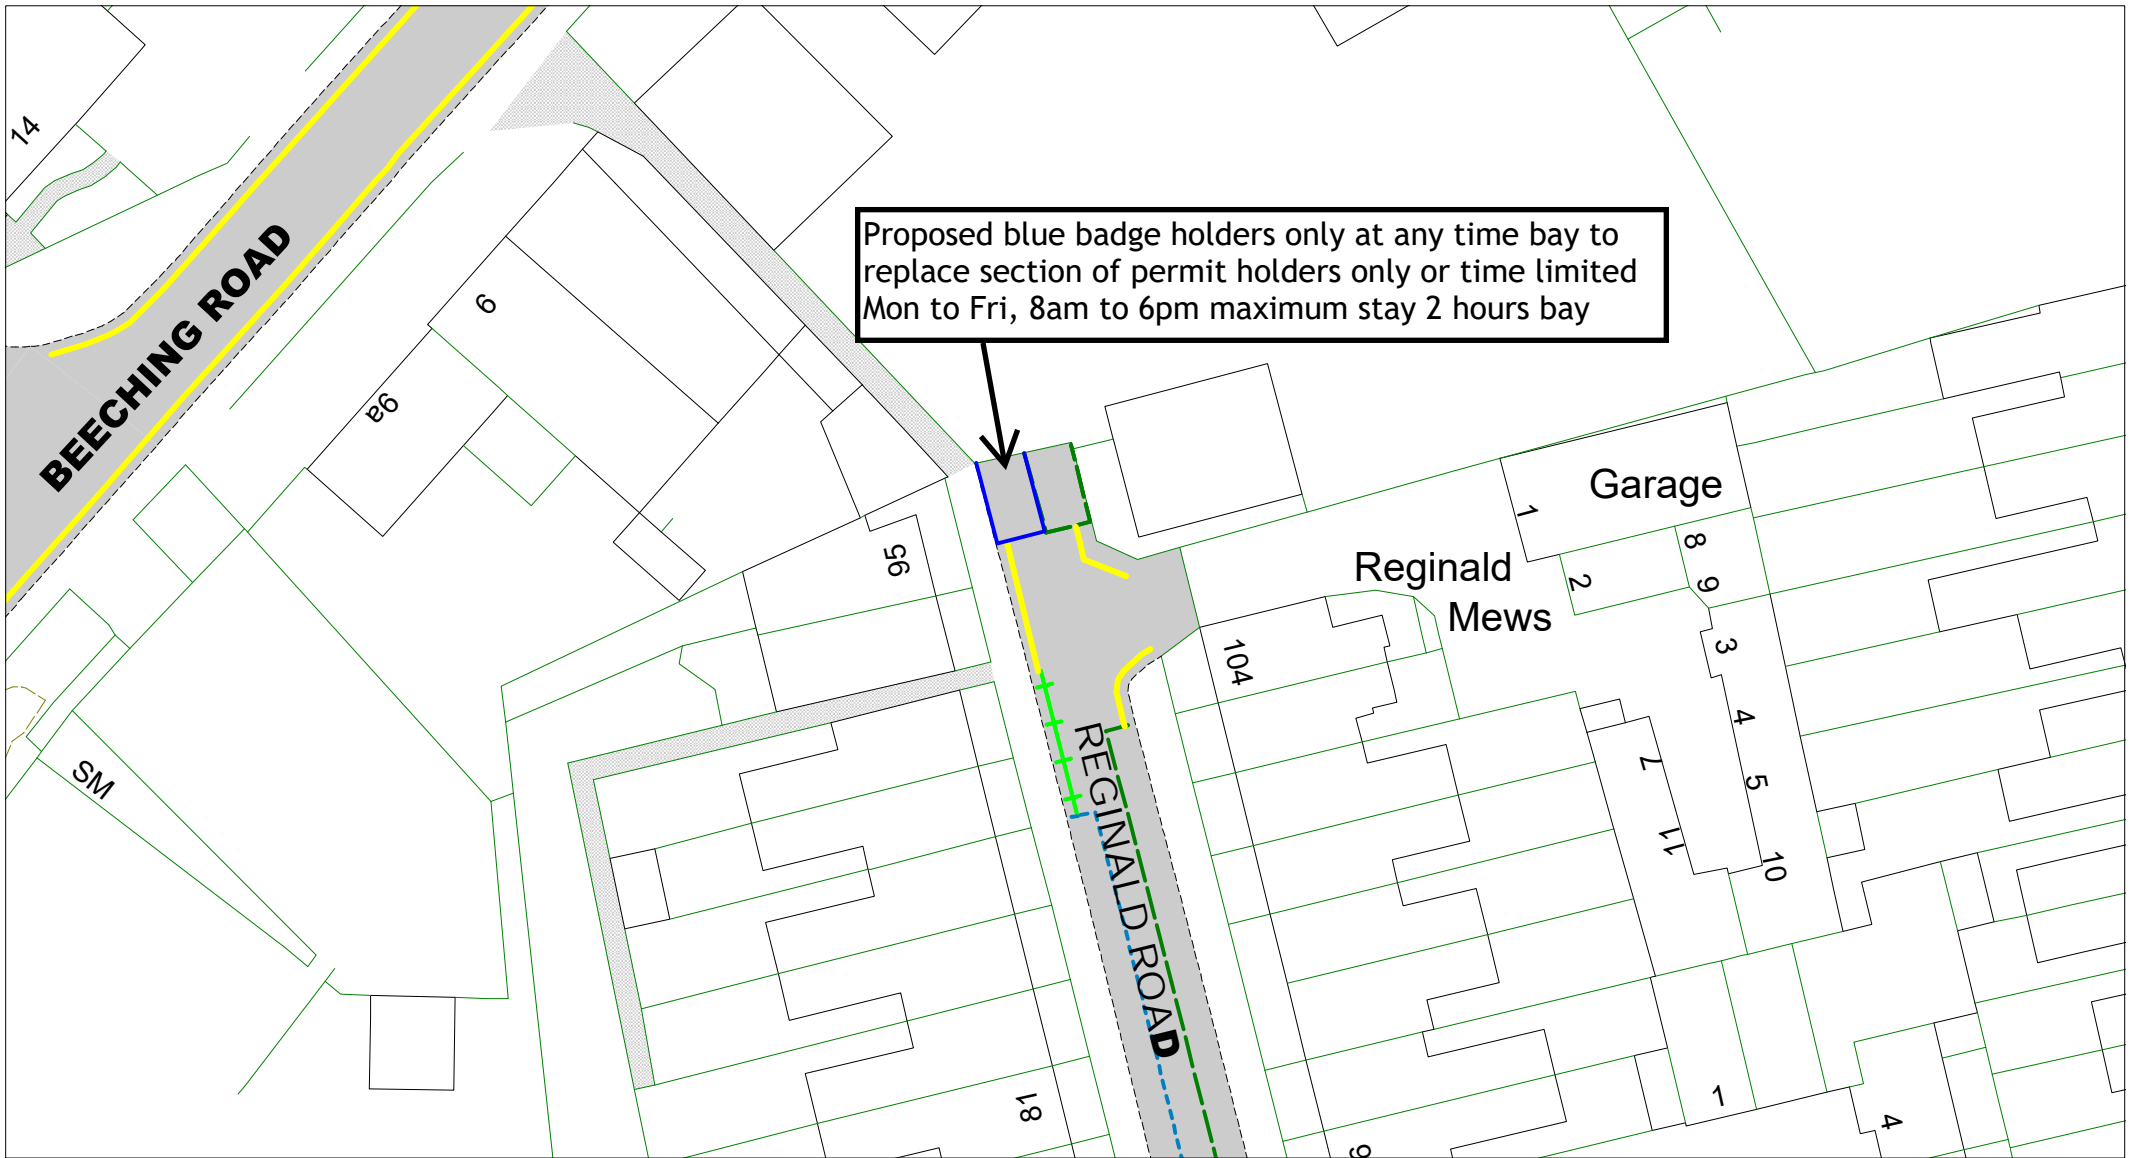 14
BEECHING ROAD
9
9a
Proposed blue badge holders only at any time bay to
replace section of permit holders only or time limited
Mon to Fri, 8am to 6pm maximum stay 2 hours bay
95
Garage
1
8
9
2
Reginald
Mews
3
104
4
7
5
11
10
REGINALD ROAD
SM
81
1
4